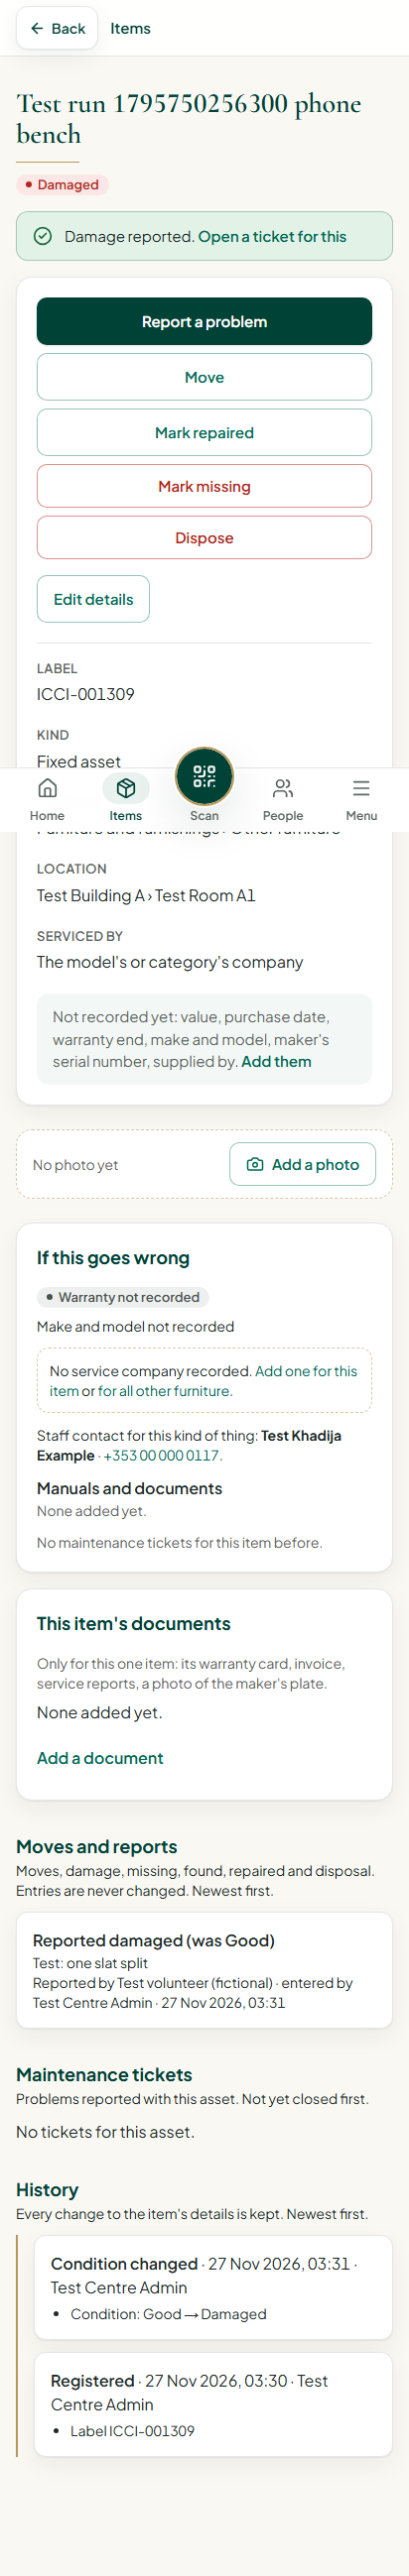 Back
Items
Test run 1795750256300 phone
bench
Damaged
Damage reported. Open a ticket for this
Report a problem
Move
Mark repaired
Mark missing
Dispose
Edit details
LABEL
ICCI-001309
KIND
Fixed asset
Home
Items
Scan
People
Menu
Furniture and furnishings › Other furniture
LOCATION
Test Building A › Test Room A1
SERVICED BY
The model's or category's company
Not recorded yet: value, purchase date,
warranty end, make and model, maker's
serial number, supplied by. Add them
No photo yet
Add a photo
If this goes wrong
Warranty not recorded
Make and model not recorded
No service company recorded. Add one for this
item or for all other furniture.
Staff contact for this kind of thing: Test Khadija
Example · +353 00 000 0117.
Manuals and documents
None added yet.
No maintenance tickets for this item before.
This item's documents
Only for this one item: its warranty card, invoice,
service reports, a photo of the maker's plate.
None added yet.
Add a document
Moves and reports
Moves, damage, missing, found, repaired and disposal.
Entries are never changed. Newest first.
Reported damaged (was Good)
Test: one slat split
Reported by Test volunteer (fictional) · entered by
Test Centre Admin · 27 Nov 2026, 03:31
Maintenance tickets
Problems reported with this asset. Not yet closed first.
No tickets for this asset.
History
Every change to the item's details is kept. Newest first.
Condition changed · 27 Nov 2026, 03:31 ·
Test Centre Admin
• Condition: Good → Damaged
Registered · 27 Nov 2026, 03:30 · Test
Centre Admin
• Label ICCI-001309